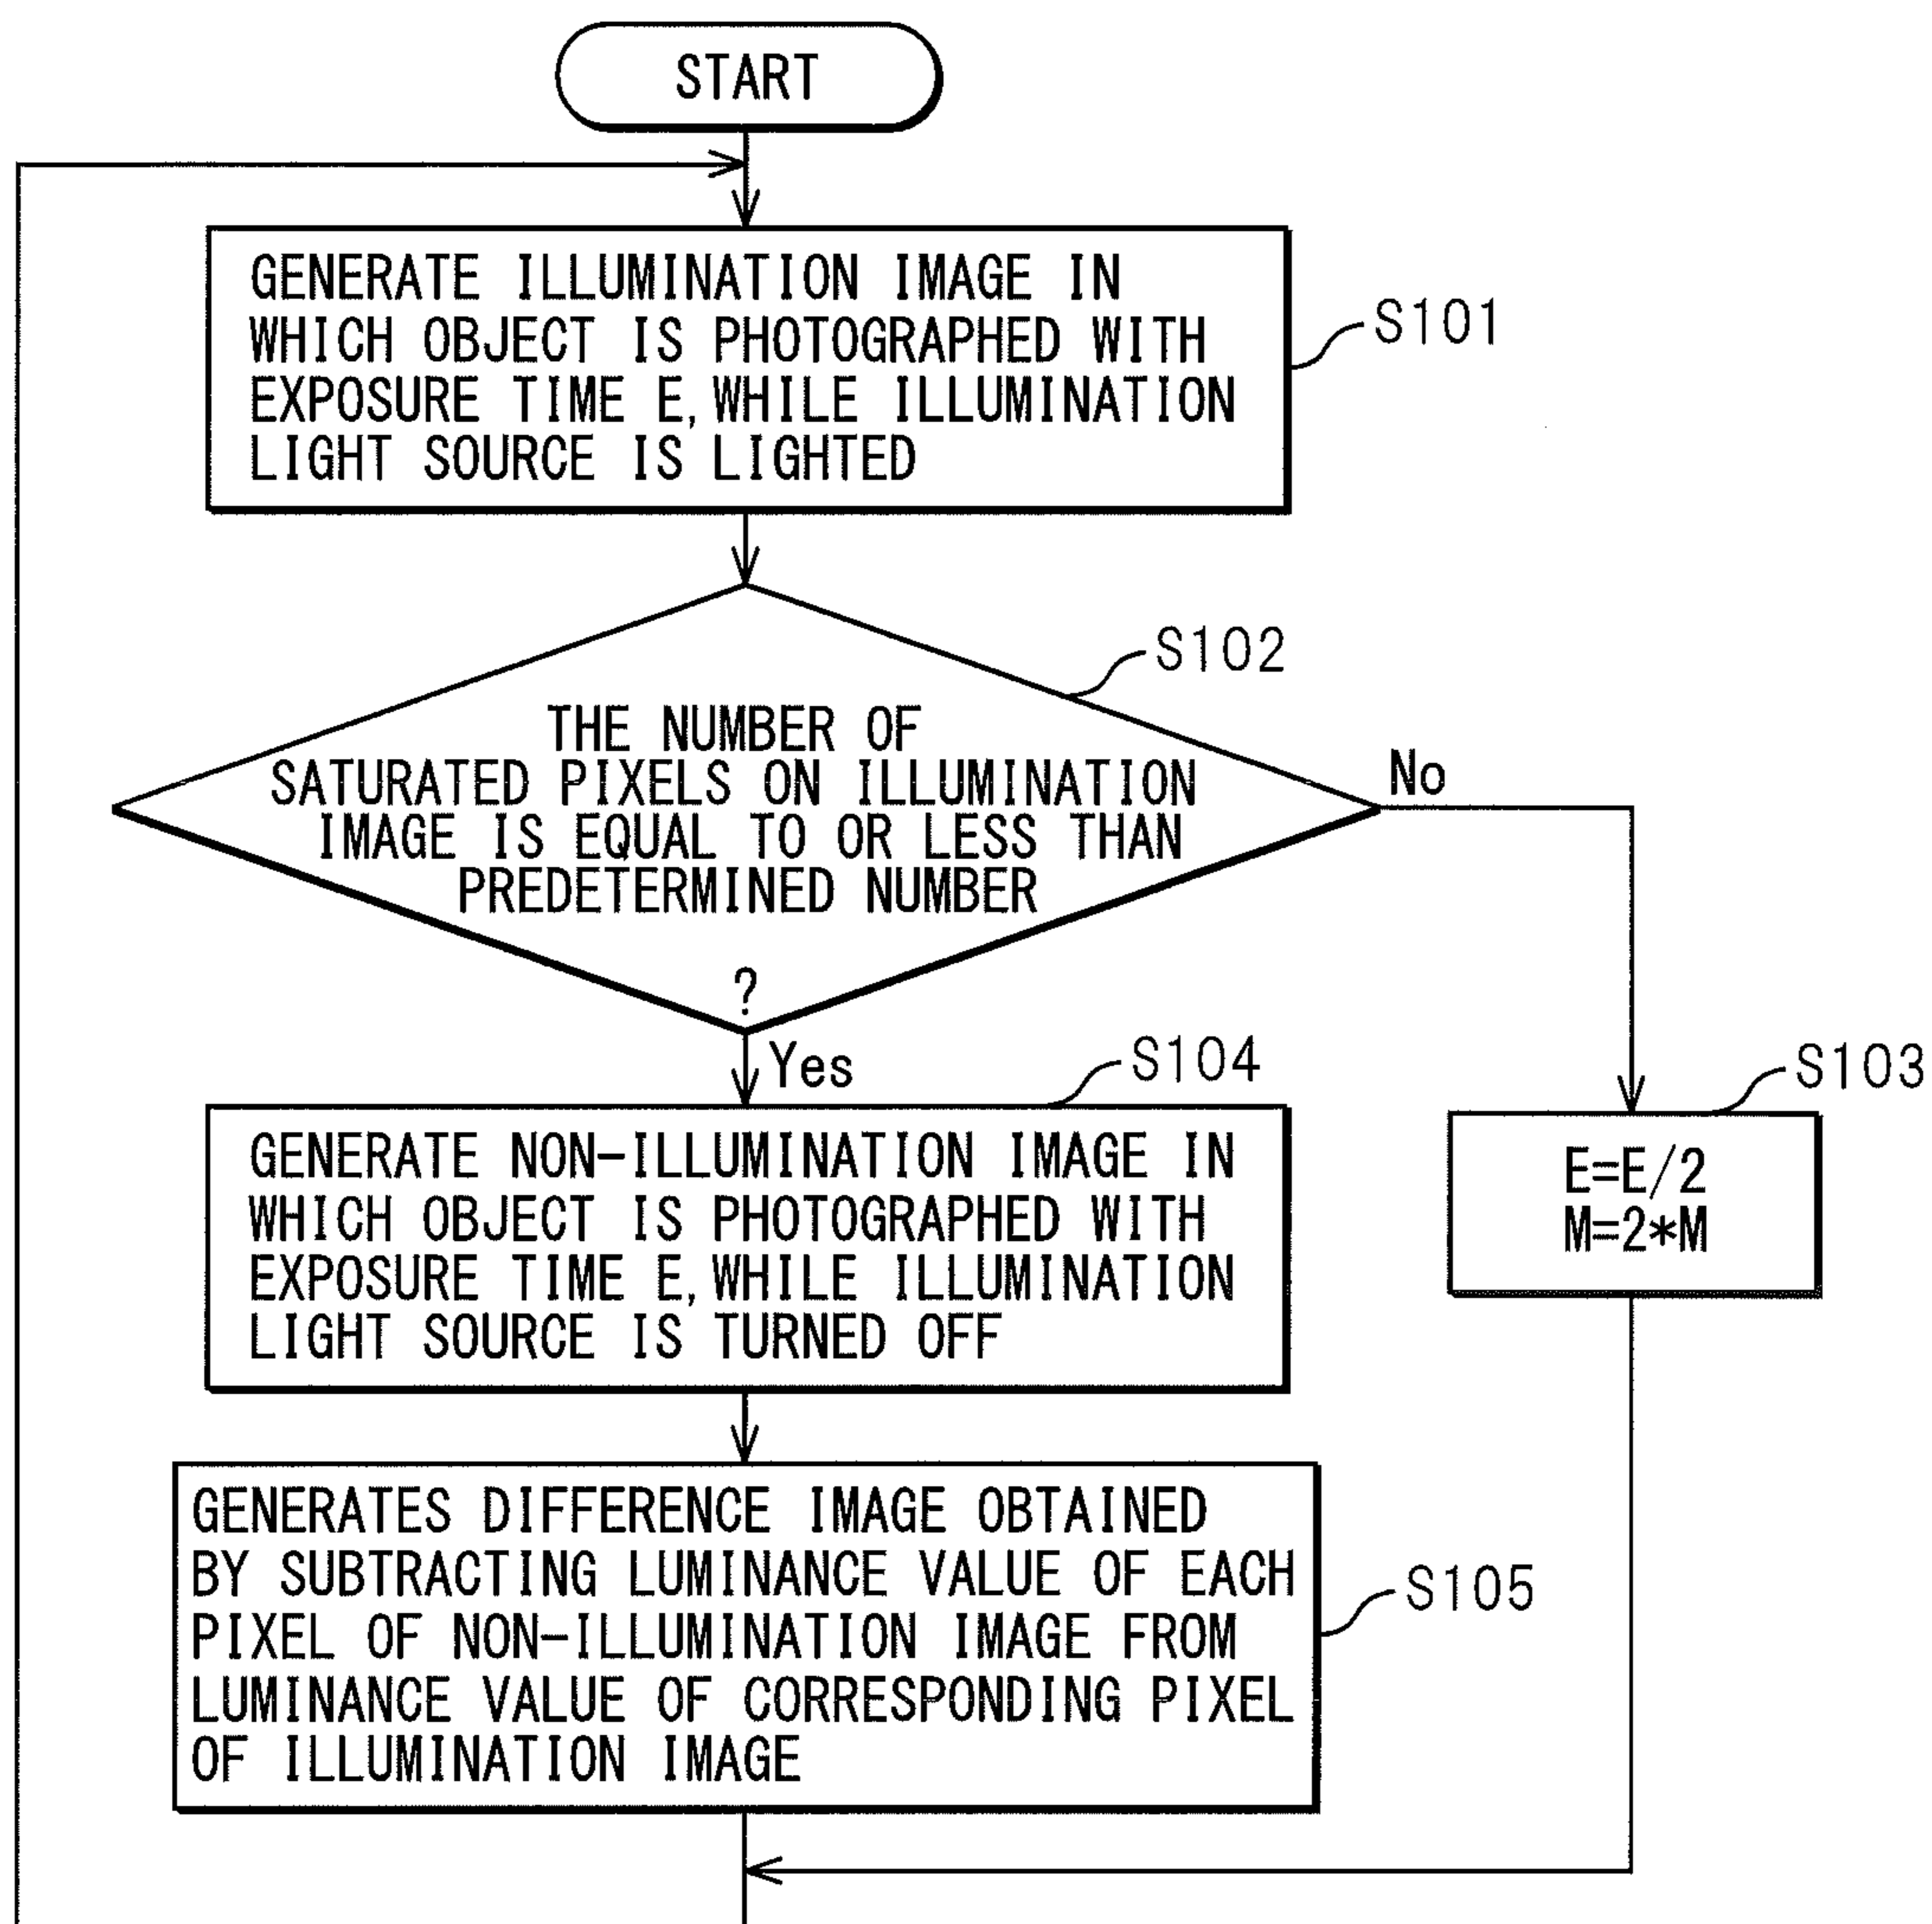 START
GENERATE ILLUMINATION IMAGE IN
WHICH OBJECT IS PHOTOGRAPHED WITH
EXPOSURE TIME E, WHILE ILLUMINATION
LIGHT SOURCE IS LIGHTED
S101
S102
THE NUMBER OF
SATURATED PIXELS ON ILLUMINATION
IMAGE IS EQUAL TO OR LESS THAN
PREDETERMINED NUMBER
?
No
Yes
S104
GENERATE NON-ILLUMINATION IMAGE IN
WHICH OBJECT IS PHOTOGRAPHED WITH
EXPOSURE TIME E, WHILE ILLUMINATION
LIGHT SOURCE IS TURNED OFF
S103
E=E/2
M=2*M
GENERATES DIFFERENCE IMAGE OBTAINED
BY SUBTRACTING LUMINANCE VALUE OF EACH
PIXEL OF NON-ILLUMINATION IMAGE FROM
LUMINANCE VALUE OF CORRESPONDING PIXEL
OF ILLUMINATION IMAGE
S105